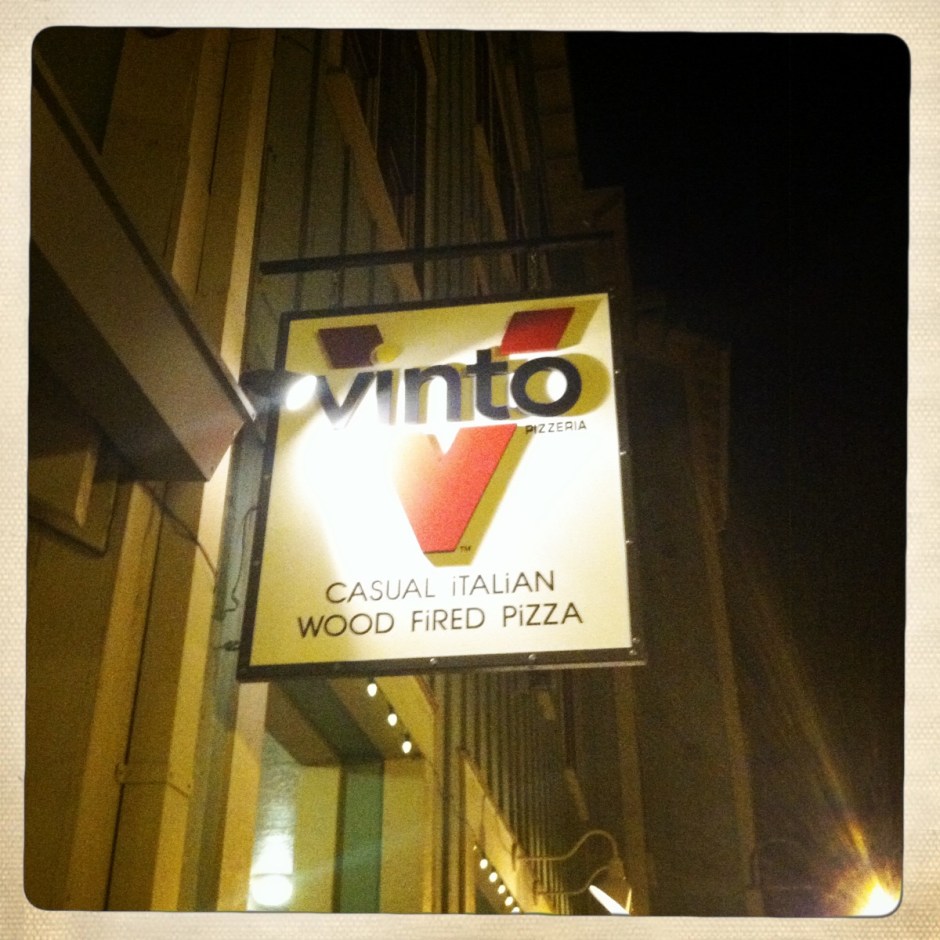 vinto
PIZZERIA
TM
CASUAL iTALiAN
WOOD FiRED PiZZA